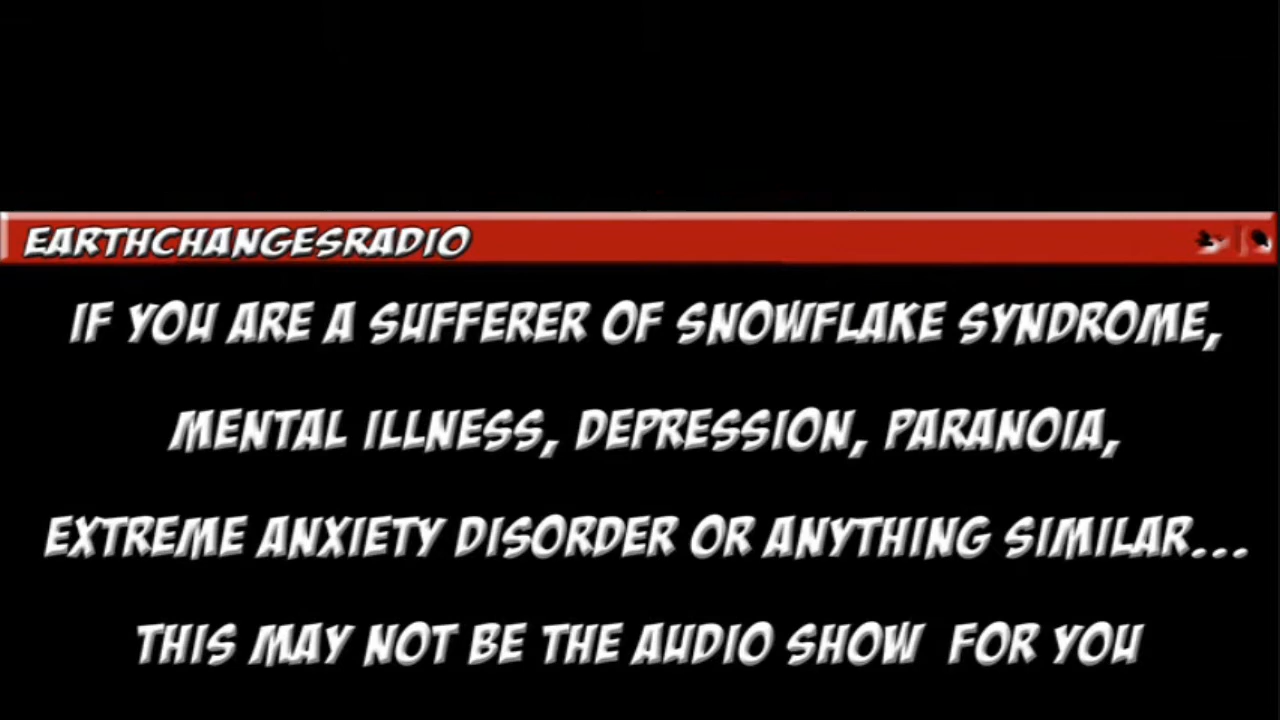 EARTHCHANGESRADIO
IF YOU ARE A SUFFERER OF SNOWFLAKE SYNDROME,
MENTAL ILLNESS, DEPRESSION, PARANOIA,
EXTREME ANXIETY DISORDER OR ANYTHING SIMILAR...
THIS MAY NOT BE THE AUDIO SHOW FOR YOU